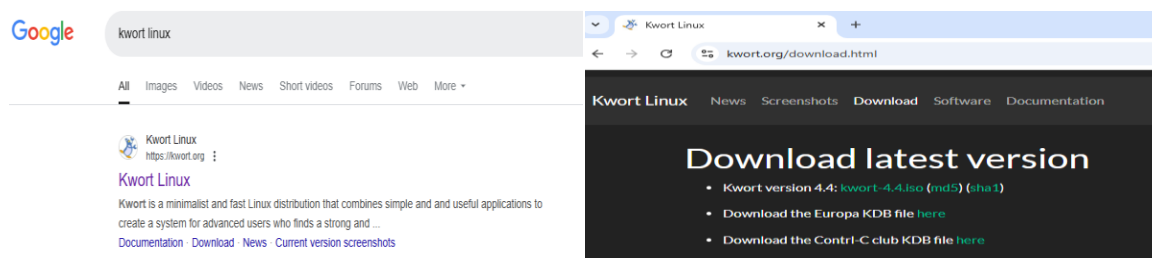 Google
kwort linux
All Images Videos News Short videos Forums Web More
Kwort Linux
https://kwort.org
Kwort Linux
Kwort is a minimalist and fast Linux distribution that combines simple and and useful applications to
create a system for advanced users who finds a strong and ...
Documentation · Download · News · Current version screenshots
Kwort Linux
kwort.org/download.html
Kwort Linux News Screenshots Download Software Documentation
Download latest version
• Kwort version 4.4: kwort-4.4.iso (md5) (sha1)
• Download the Europa KDB file here
• Download the Contrl-C club KDB file here